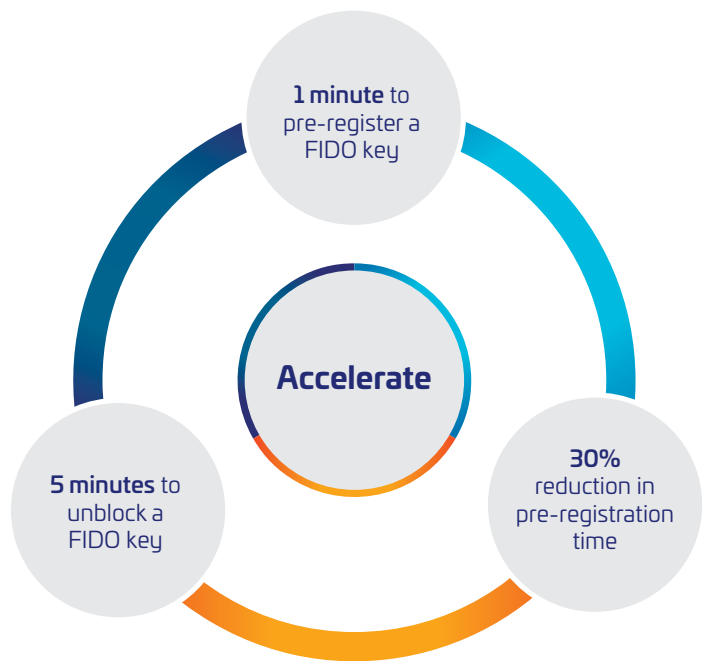 1 minute to
pre-register a
FIDO key
Accelerate
5 minutes to
unblock a
FIDO key
30%
reduction in
pre-registration
time